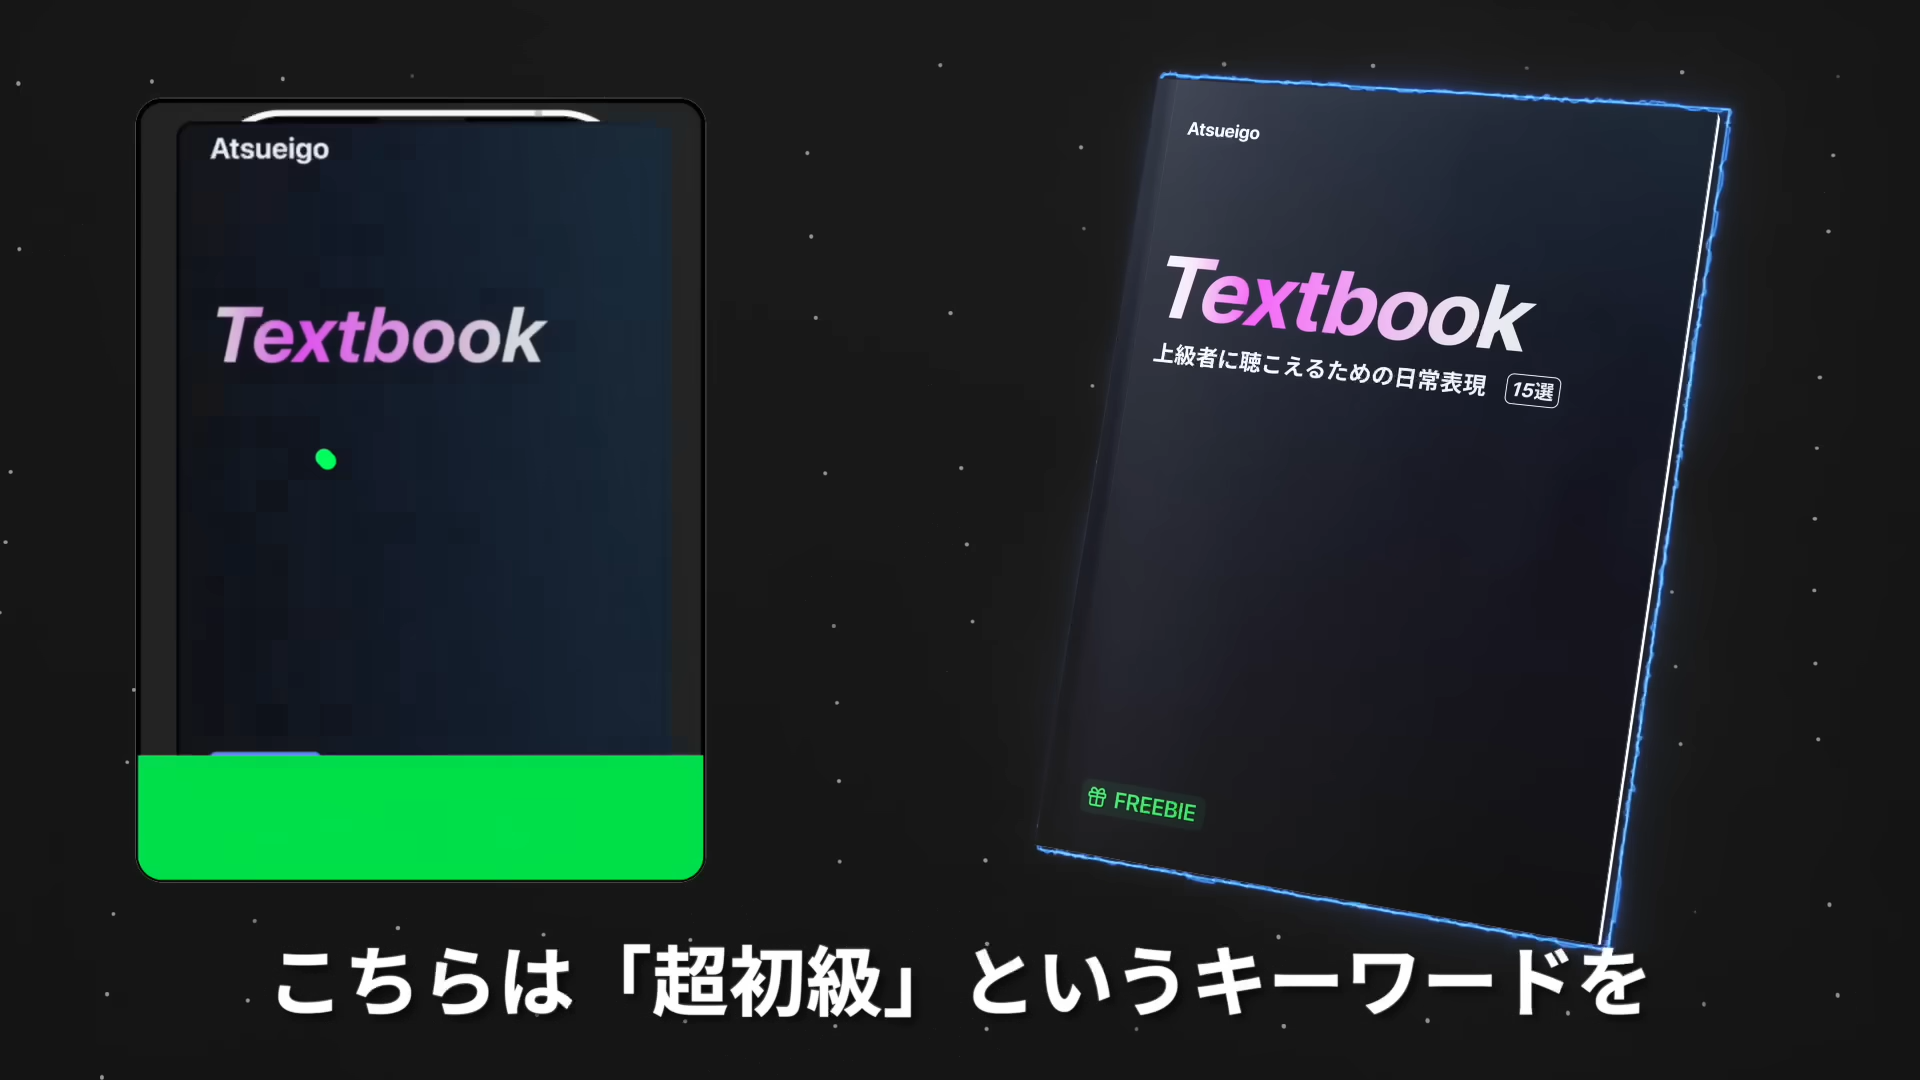 Atsueigo
Textbook
Atsueigo
Textbook
上級者に聴こえるための日常表現 15選
FREEBIE
こちらは「超初級」というキーワードを